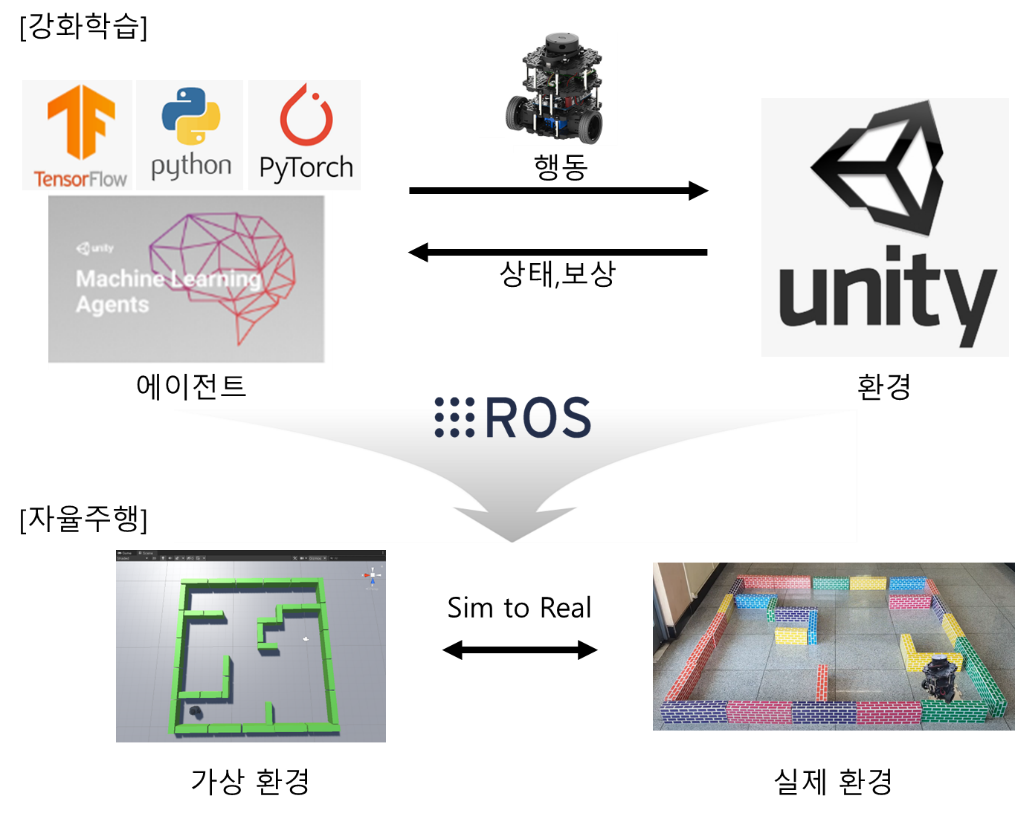 [강화학습]
TensorFlow
python
PyTorch
행동
unity
Machine Learning
Agents
상태,보상
unity
에이전트
환경
ROS
[자율주행]
Sim to Real
가상 환경
실제 환경